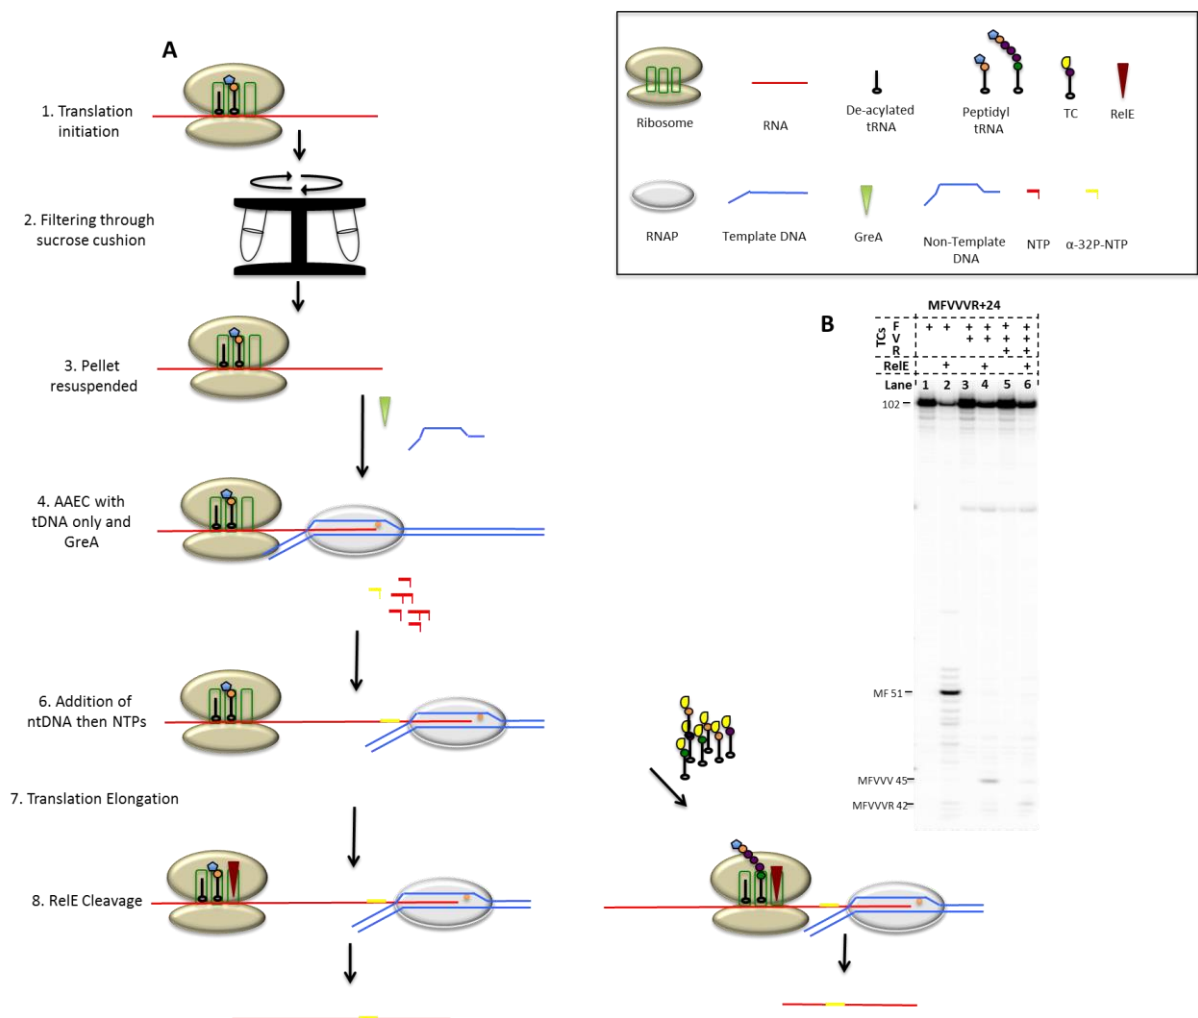 A
1. Translation
initiation
2. Filtering through
sucrose cushion
3. Pellet
resuspended
4. AAEC with
tDNA only and
GreA
6. Addition of
ntDNA then NTPs
7. Translation Elongation
8. RelE Cleavage
Ribosome
RNA
De-acylated
tRNA
Peptidyl
tRNA
TC
RelE
RNAP
Template DNA
GreA
Non-Template
DNA
NTP
α-32P-NTP
B
MFVVVR+24
TCs
F + + + + + +
V + + + +
R + +
RelE + + +
Lane 1 2 3 4 5 6
102
MF 51
MFVVV 45
MFVVVR 42